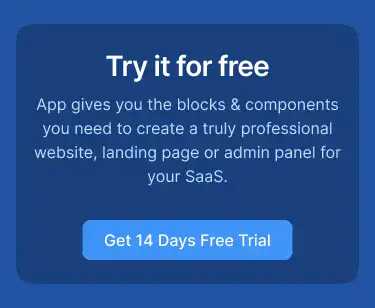 Try it for free
App gives you the blocks & components
you need to create a truly professional
website, landing page or admin panel for
your SaaS.
Get 14 Days Free Trial